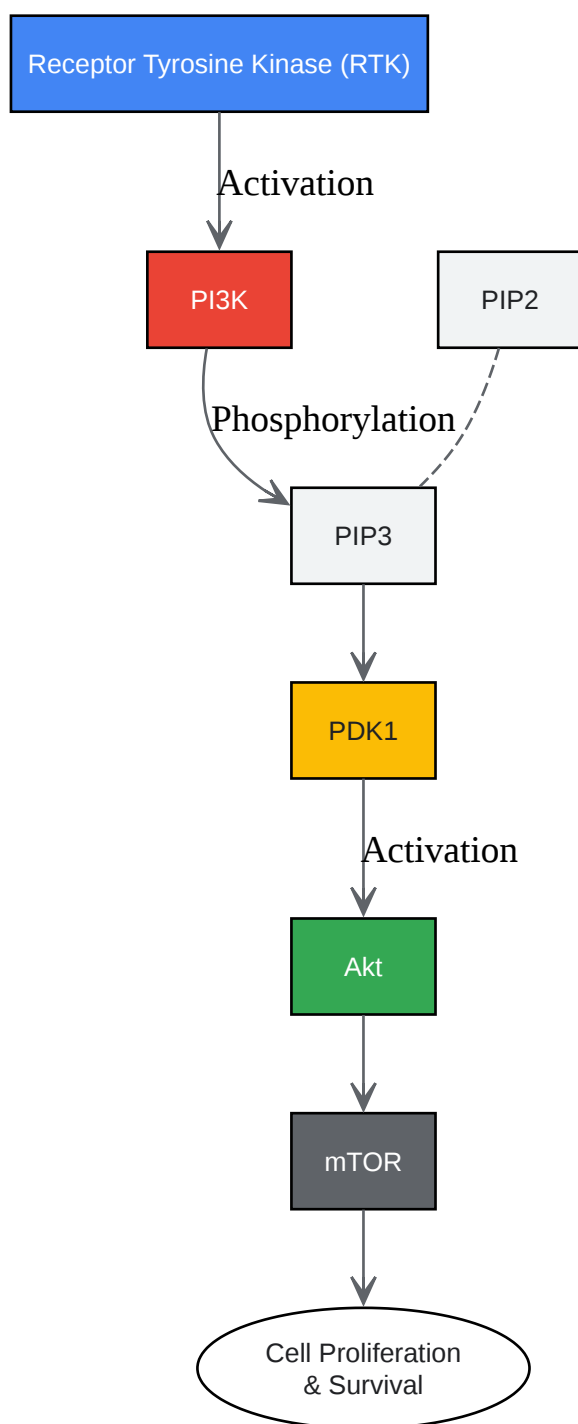 Receptor Tyrosine Kinase (RTK)
Activation
PI3K
PIP2
Phosphorylation
PIP3
PDK1
Activation
Akt
mTOR
Cell Proliferation
& Survival